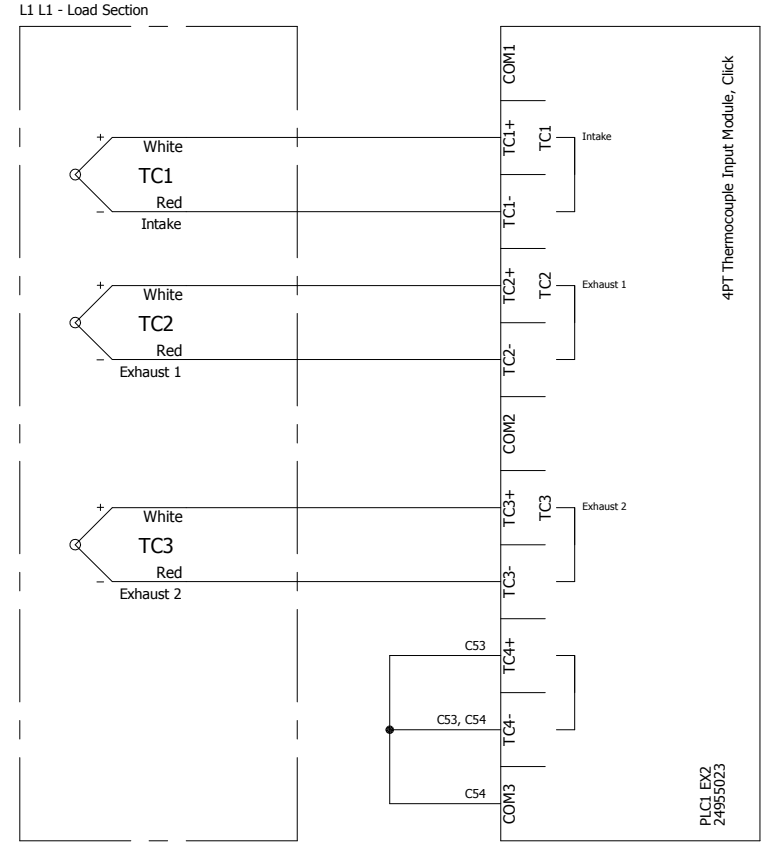 L1 L1 - Load Section
COM1
4PT Thermocouple Input Module, Click
+
White
TC1+
TC1
Intake
TC1
Red
-
TC1-
Intake
+
White
TC2+
TC2
Exhaust 1
TC2
Red
-
TC2-
Exhaust 1
COM2
+
White
TC3+
TC3
Exhaust 2
TC3
Red
-
TC3-
Exhaust 2
C53
TC4+
C53, C54
TC4-
C54
COM3
PLC1 EX2
24955023